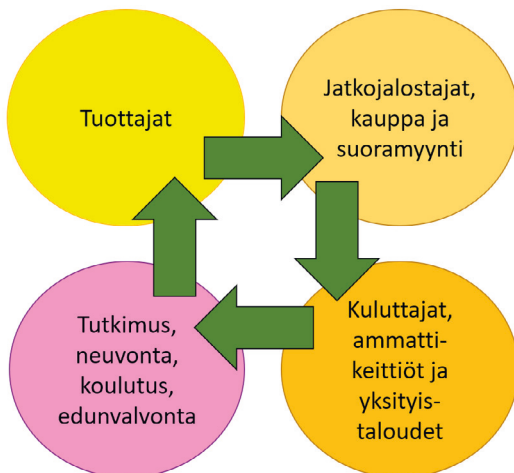 Tuottajat
Jatkojalostajat,
kauppa ja
suoramyynti
Tutkimus,
neuvonta,
koulutus,
edunvalvonta
Kuluttajat,
ammatti-
keittiöt ja
yksityis-
taloudet